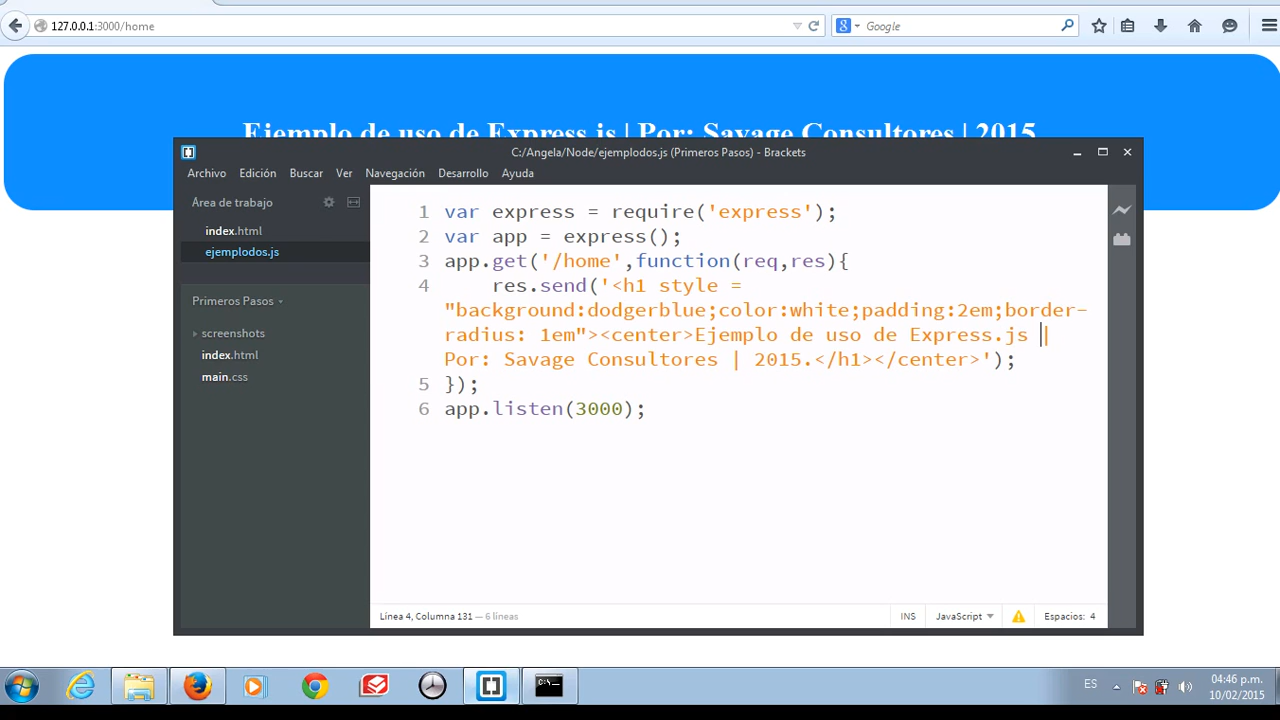 127.0.0.1:3000/home
Google
Ejemplo de uso de Express.js | Por: Savage Consultores | 2015
C:/Angela/Node/ejemplodos.js (Primeros Pasos) - Brackets
Archivo Edición Buscar Ver Navegación Desarrollo Ayuda
Área de trabajo
index.html
ejemplodos.js
Primeros Pasos
screenshots
index.html
main.css
1 var express = require('express');
2 var app = express();
3 app.get('/home',function(req,res){
4 res.send('<h1 style =
"background:dodgerblue;color:white;padding:2em;border-
radius: 1em"><center>Ejemplo de uso de Express.js |
Por: Savage Consultores | 2015.</h1></center>');
5 });
6 app.listen(3000);
Línea 4, Columna 131 — 6 líneas
INS JavaScript Espacios: 4
ES
04:46 p.m.
10/02/2015